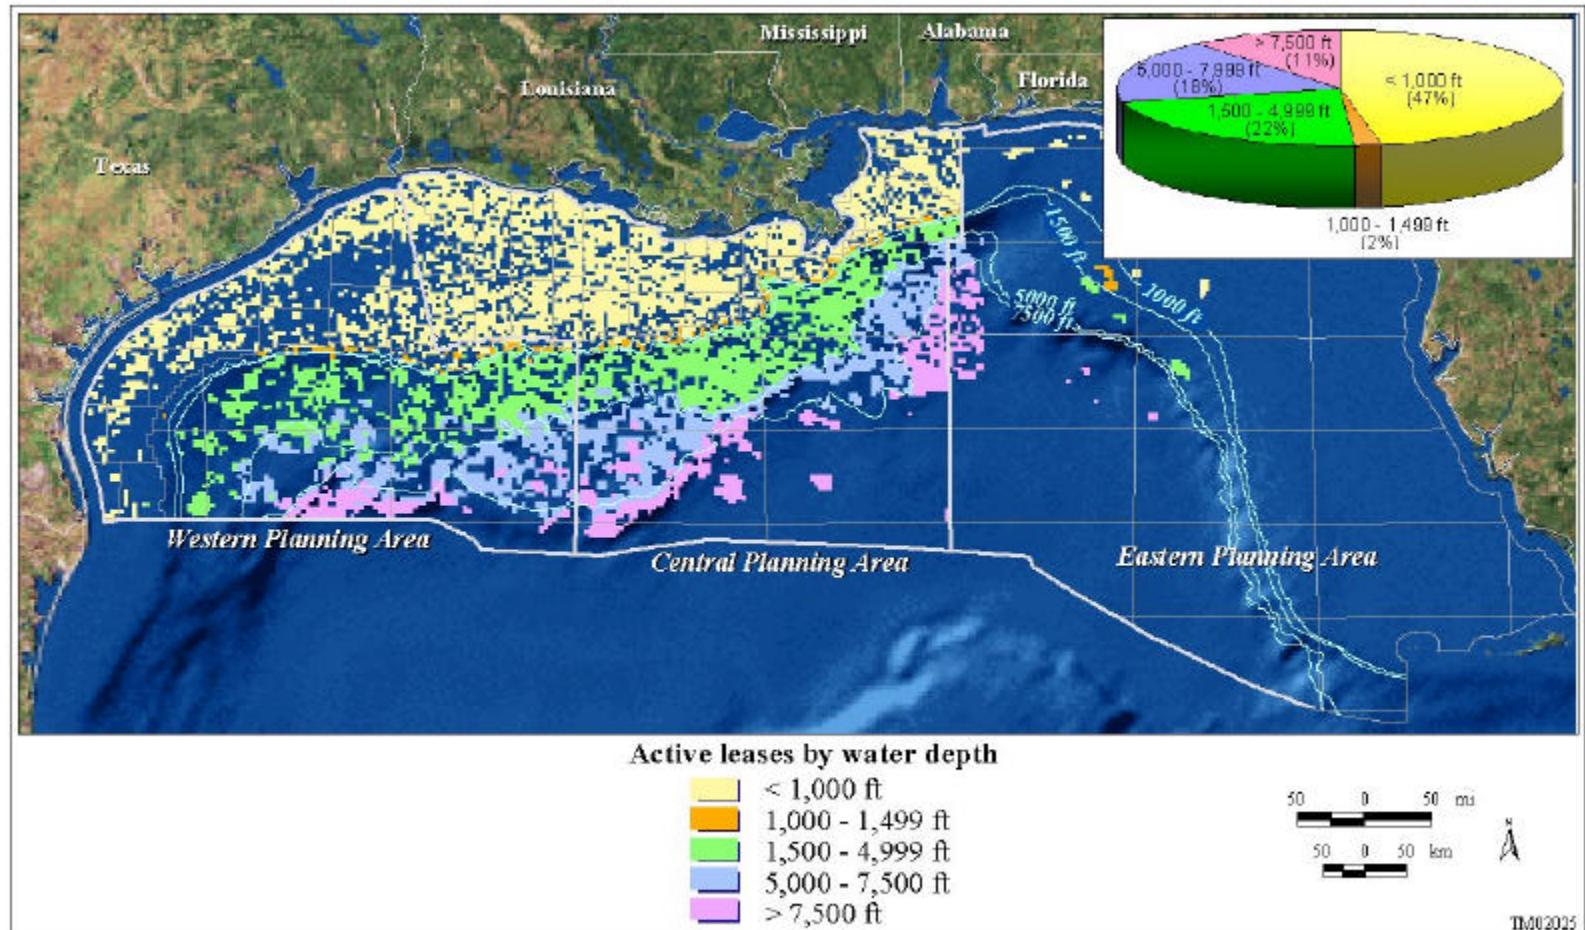 Mississippi
Alabama
Louisiana
Florida
Texas
> 7,500 ft
(11%)
5,000 - 7,999 ft
(18%)
< 1,000 ft
(47%)
1,500 - 4,999 ft
(22%)
1,000 - 1,499 ft
(2%)
1500 ft
1000 ft
5000 ft
7500 ft
Western Planning Area
Central Planning Area
Eastern Planning Area
Active leases by water depth
< 1,000 ft
1,000 - 1,499 ft
1,500 - 4,999 ft
5,000 - 7,500 ft
> 7,500 ft
50 0 50 mi
50 0 50 km
N
TM02025